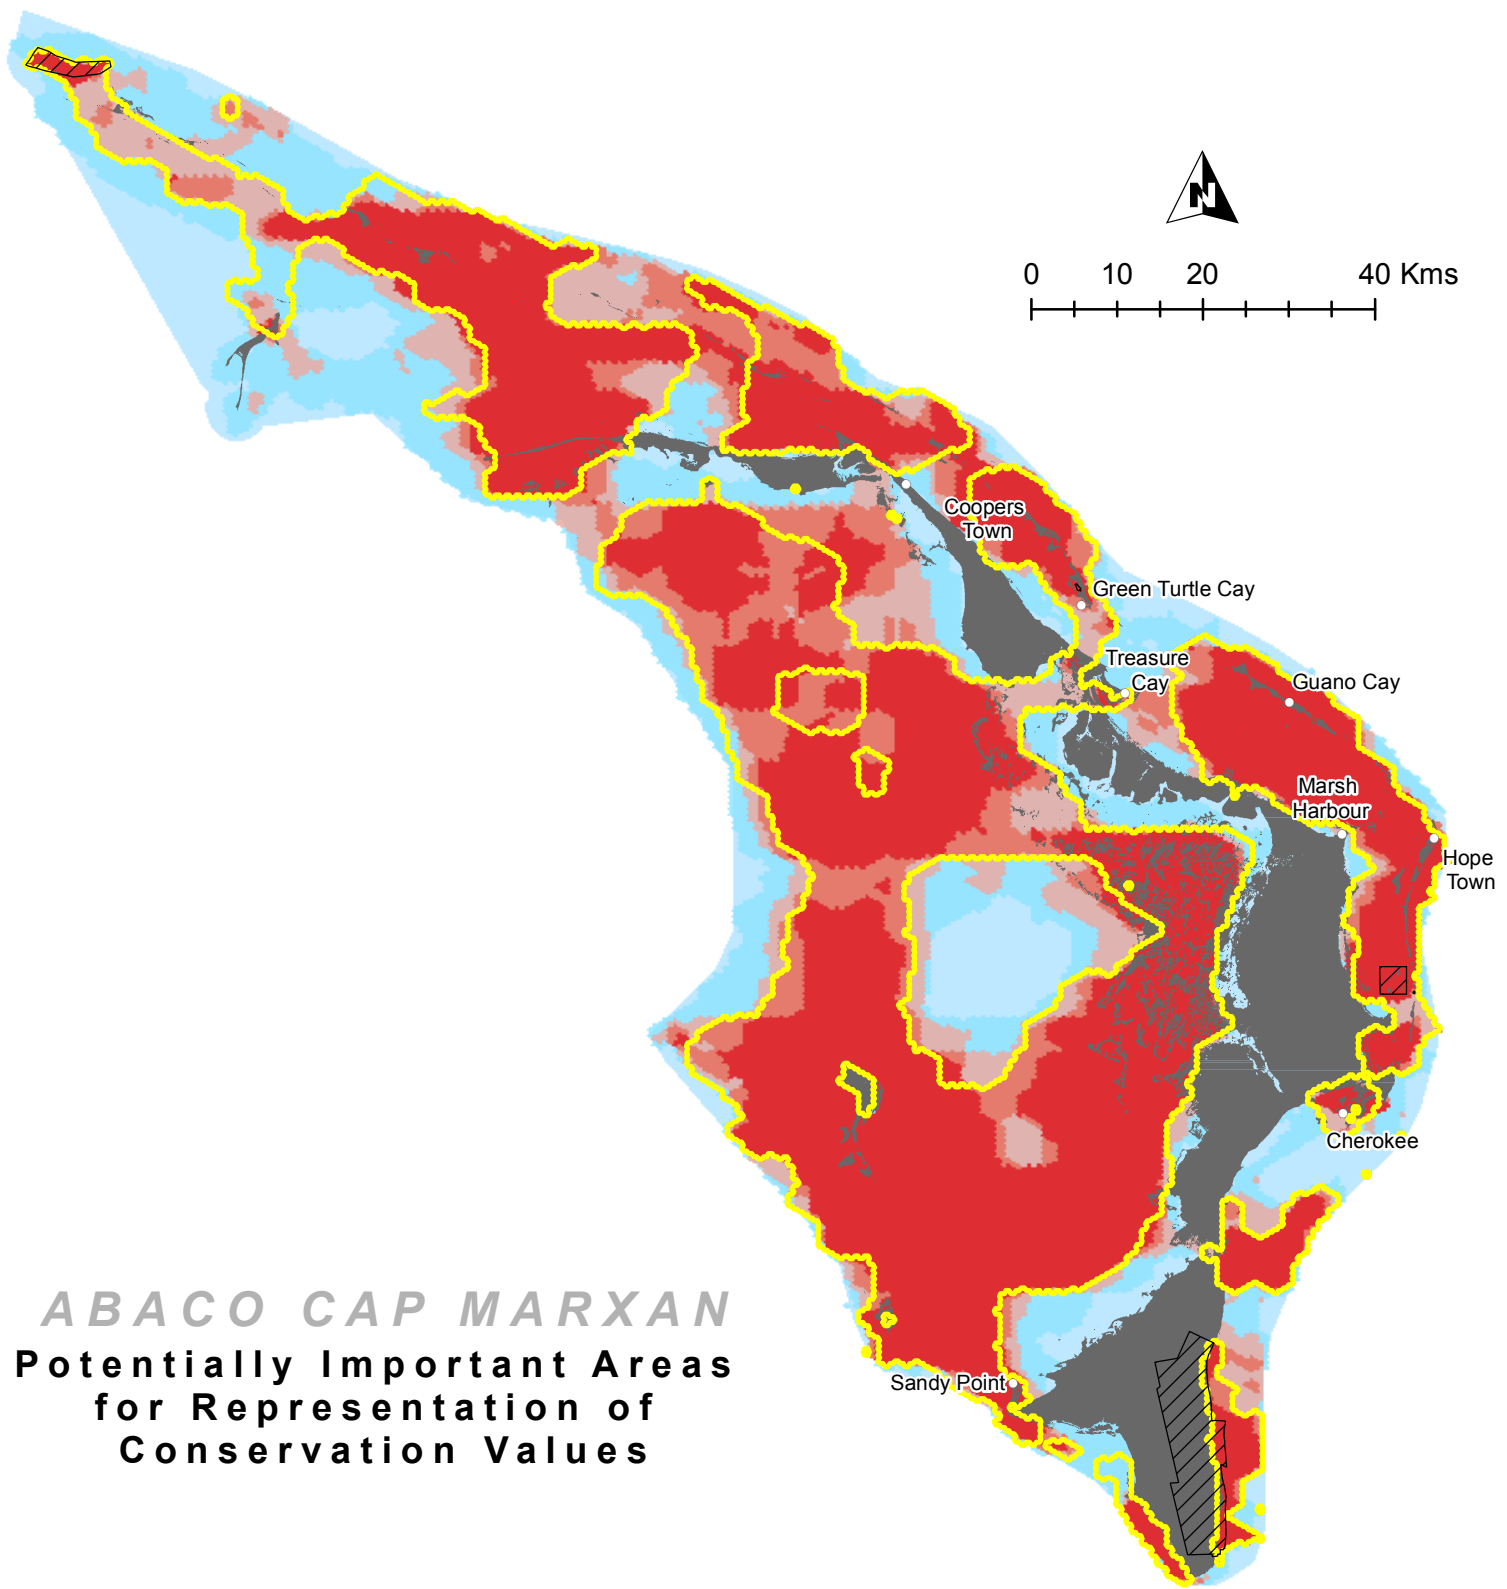 N
0 10 20 40 Kms
Coopers
Town
Green Turtle Cay
Treasure
Cay
Guano Cay
Marsh
Harbour
Hope
Town
Cherokee
Sandy Point
ABACO CAP MARXAN
Potentially Important Areas
for Representation of
Conservation Values